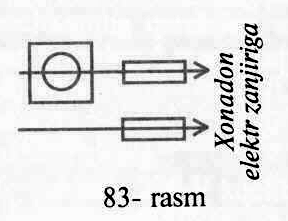 Xonadon
elektr zanjiriga
83- rasm